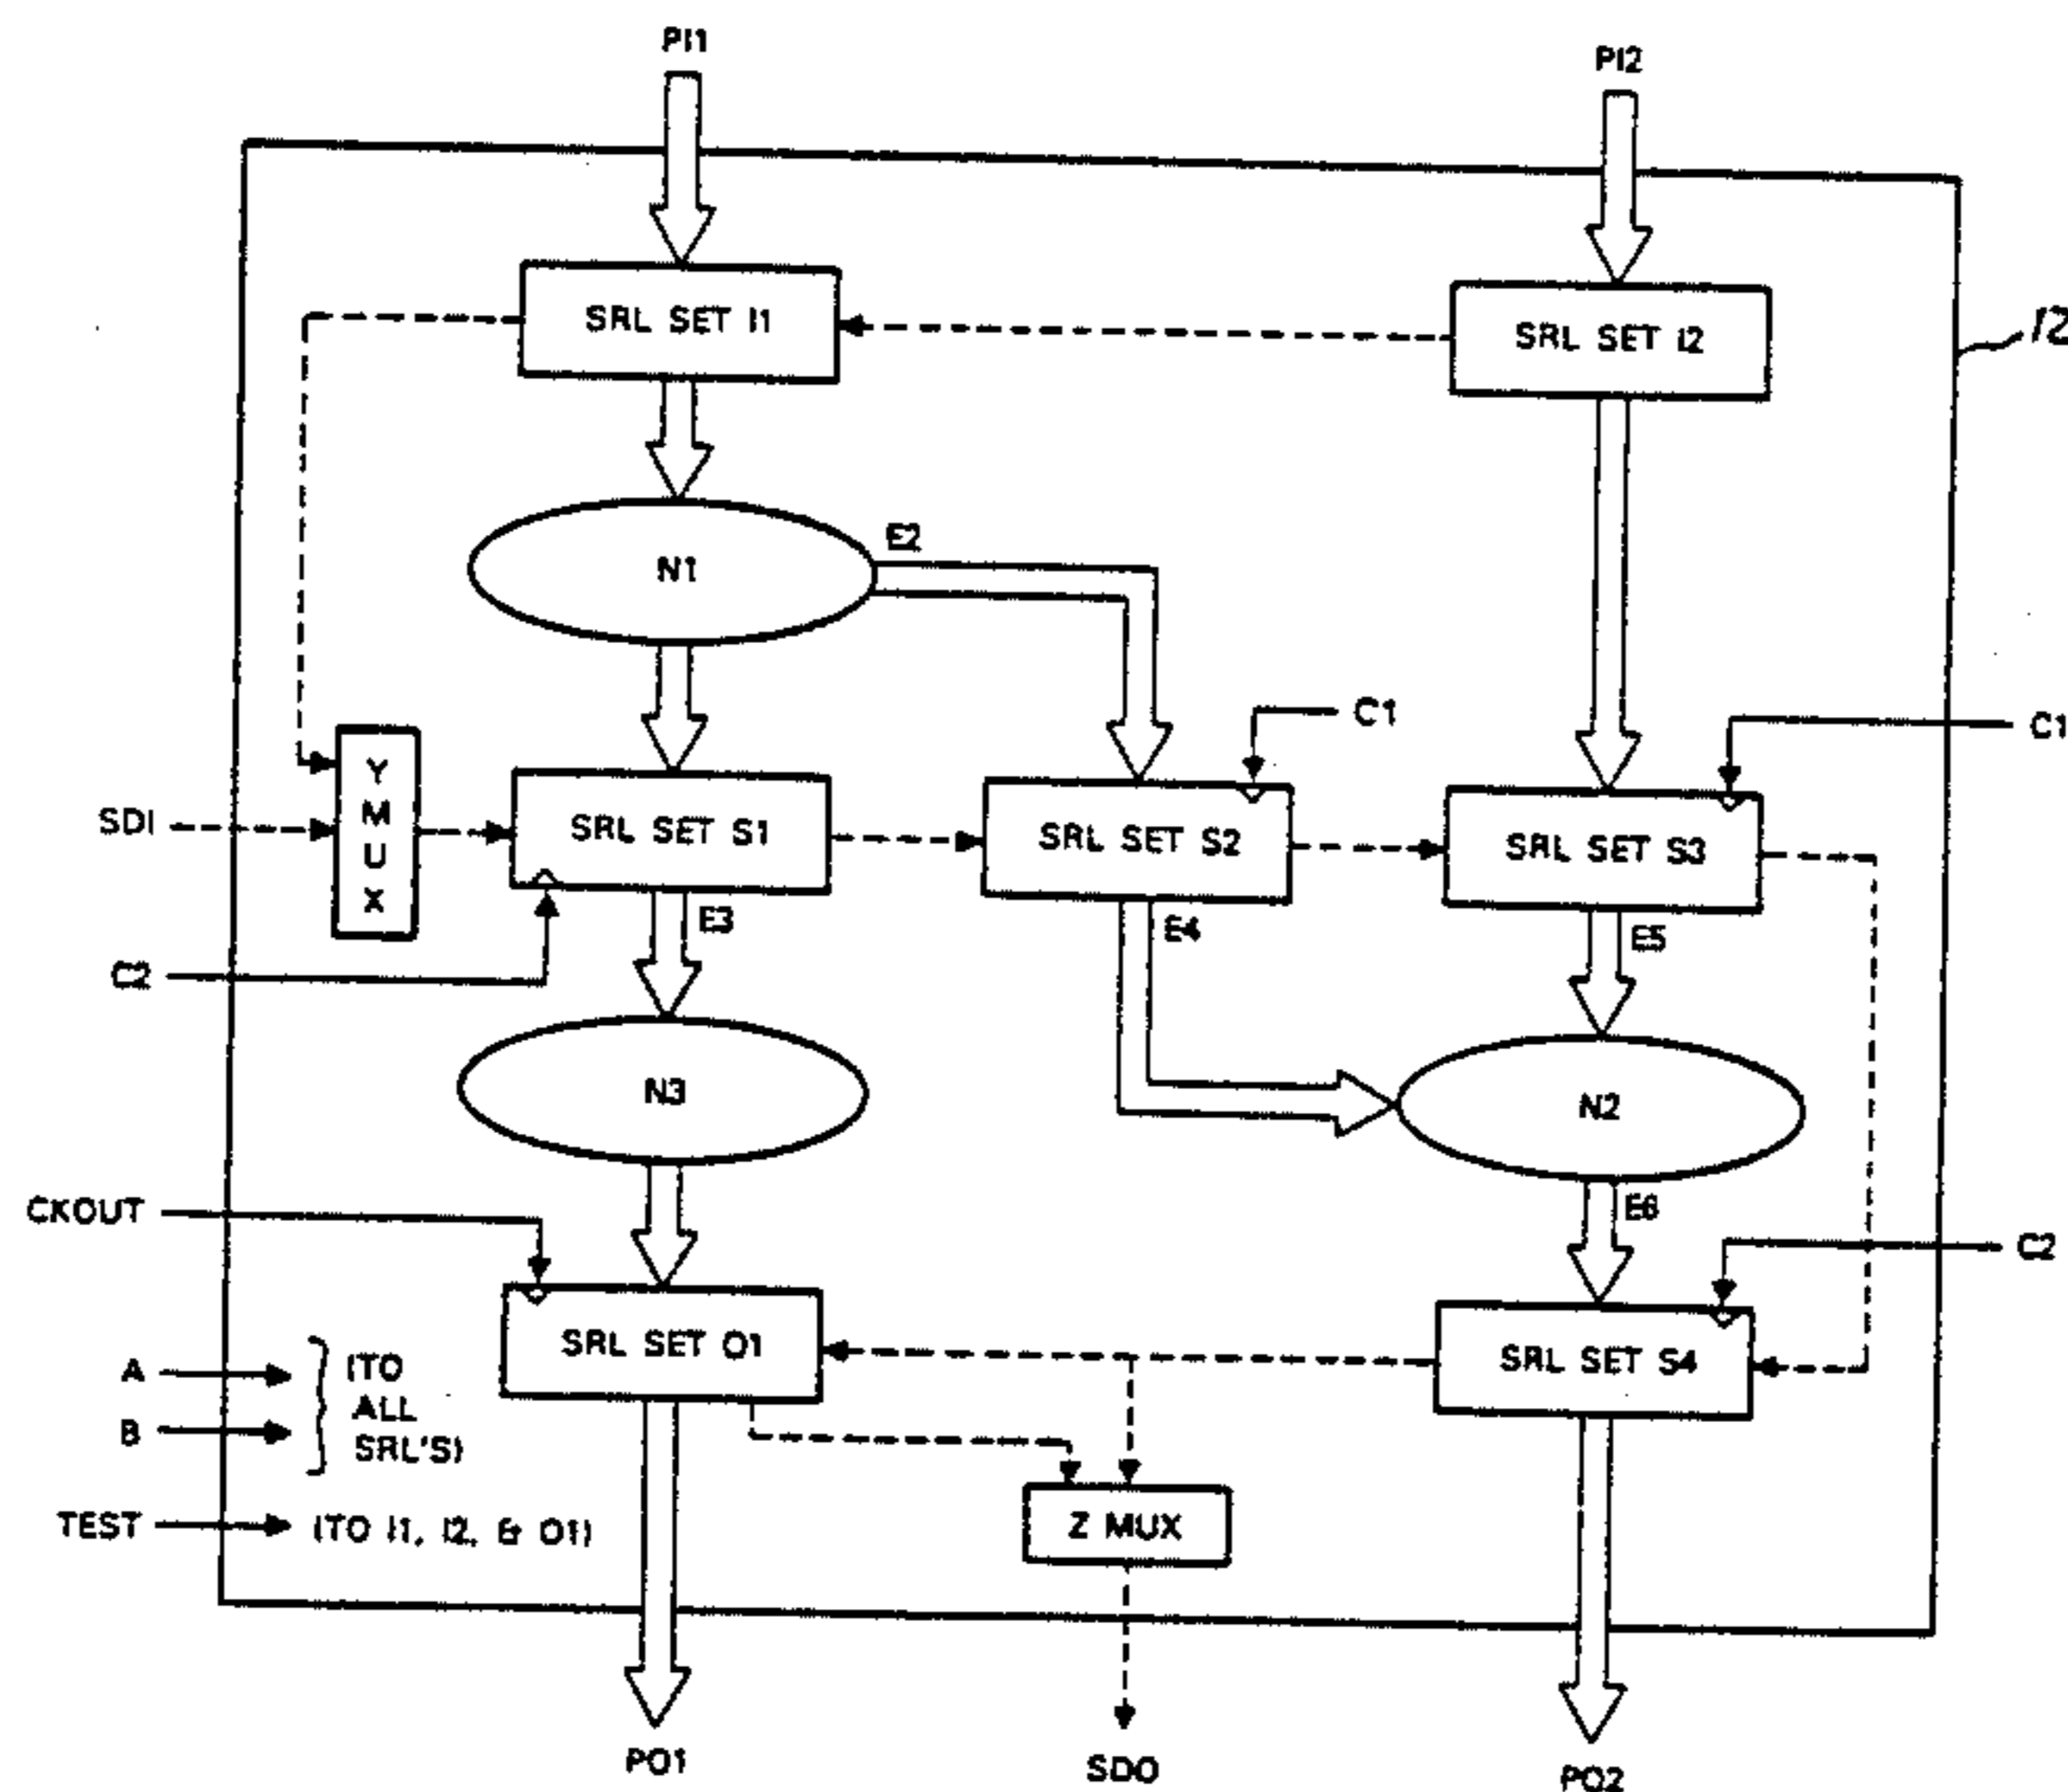 PI1
PI2
SRL SET I1
SRL SET I2
12
N1
E2
C1
C1
Y
M
U
X
SDI
SRL SET S1
SRL SET S2
SRL SET S3
E3
E4
E5
C2
N3
N2
CKOUT
E6
C2
SRL SET O1
SRL SET S4
A
B
(TO
ALL
SRL'S)
Z MUX
TEST
(TO I1, I2, & O1)
PO1
SDO
PO2